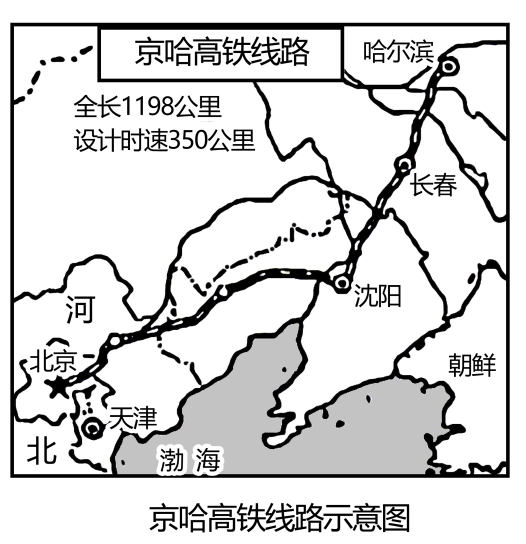 京哈高铁线路
哈尔滨
全长1198公里
设计时速350公里
长春
沈阳
河
北京
朝鲜
天津
北
渤海
京哈高铁线路示意图